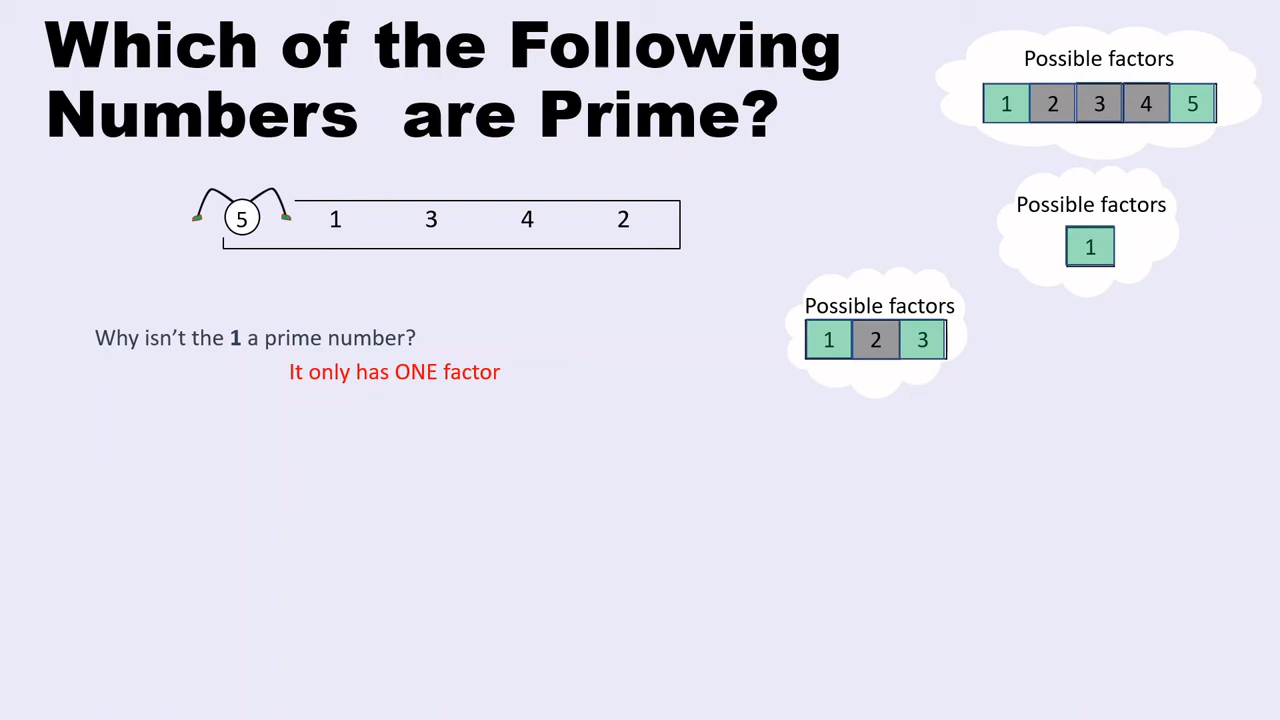 Which of the Following
Numbers are Prime?
Possible factors
1 2 3 4 5
Possible factors
1
5 1 3 4 2
Possible factors
1 2 3
Why isn't the 1 a prime number?
It only has ONE factor